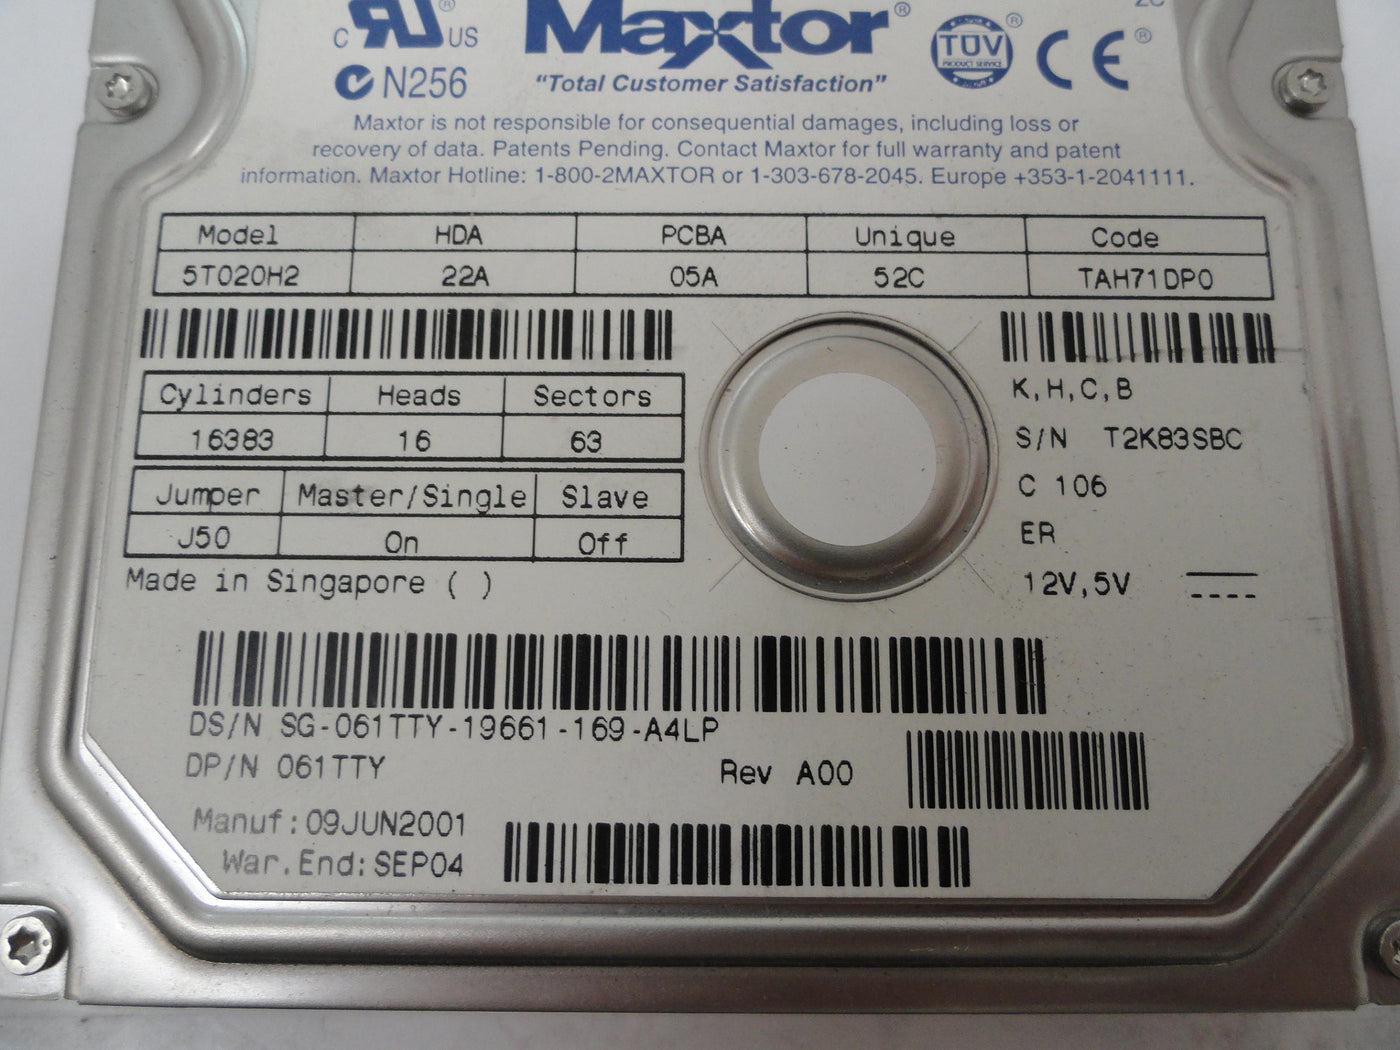 c RU ® US
Maxtor®
TÜV ®
PRODUCT SERVICE
CE ®
N256
"Total Customer Satisfaction"
Maxtor is not responsible for consequential damages, including loss or
recovery of data. Patents Pending. Contact Maxtor for full warranty and patent
information. Maxtor Hotline: 1-800-2MAXTOR or 1-303-678-2045. Europe +353-1-2041111.
Model HDA PCBA Unique Code
5T020H2 22A 05A 52C TAH71DP0
Cylinders Heads Sectors
16383 16 63
Jumper Master/Single Slave
J50 On Off
Made in Singapore ( )
K,H,C,B
S/N T2K83SBC
C 106
ER
12V,5V
DS/N SG-061TTY-19661-169-A4LP
DP/N 061TTY Rev A00
Manuf:09JUN2001
War.End:SEP04